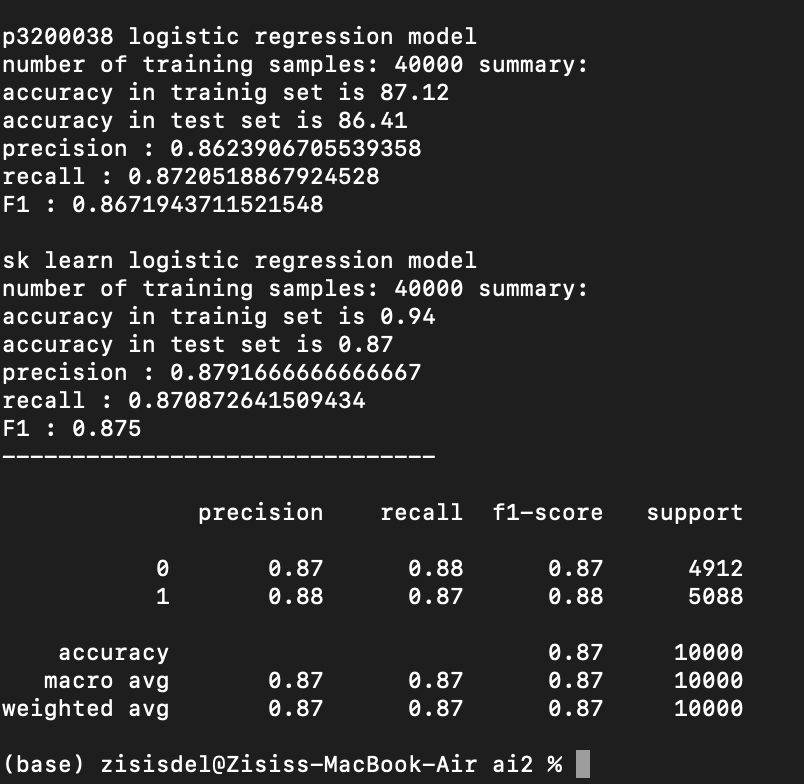 p3200038 logistic regression model
number of training samples: 40000 summary:
accuracy in trainig set is 87.12
accuracy in test set is 86.41
precision : 0.8623906705539358
recall : 0.8720518867924528
F1 : 0.8671943711521548
sk learn logistic regression model
number of training samples: 40000 summary:
accuracy in trainig set is 0.94
accuracy in test set is 0.87
precision : 0.8791666666666667
recall : 0.870872641509434
F1 : 0.875
-------------------------------
precision recall f1-score support
0 0.87 0.88 0.87 4912
1 0.88 0.87 0.88 5088
accuracy 0.87 10000
macro avg 0.87 0.87 0.87 10000
weighted avg 0.87 0.87 0.87 10000
(base) zisisdel@Zisiss-MacBook-Air ai2 %